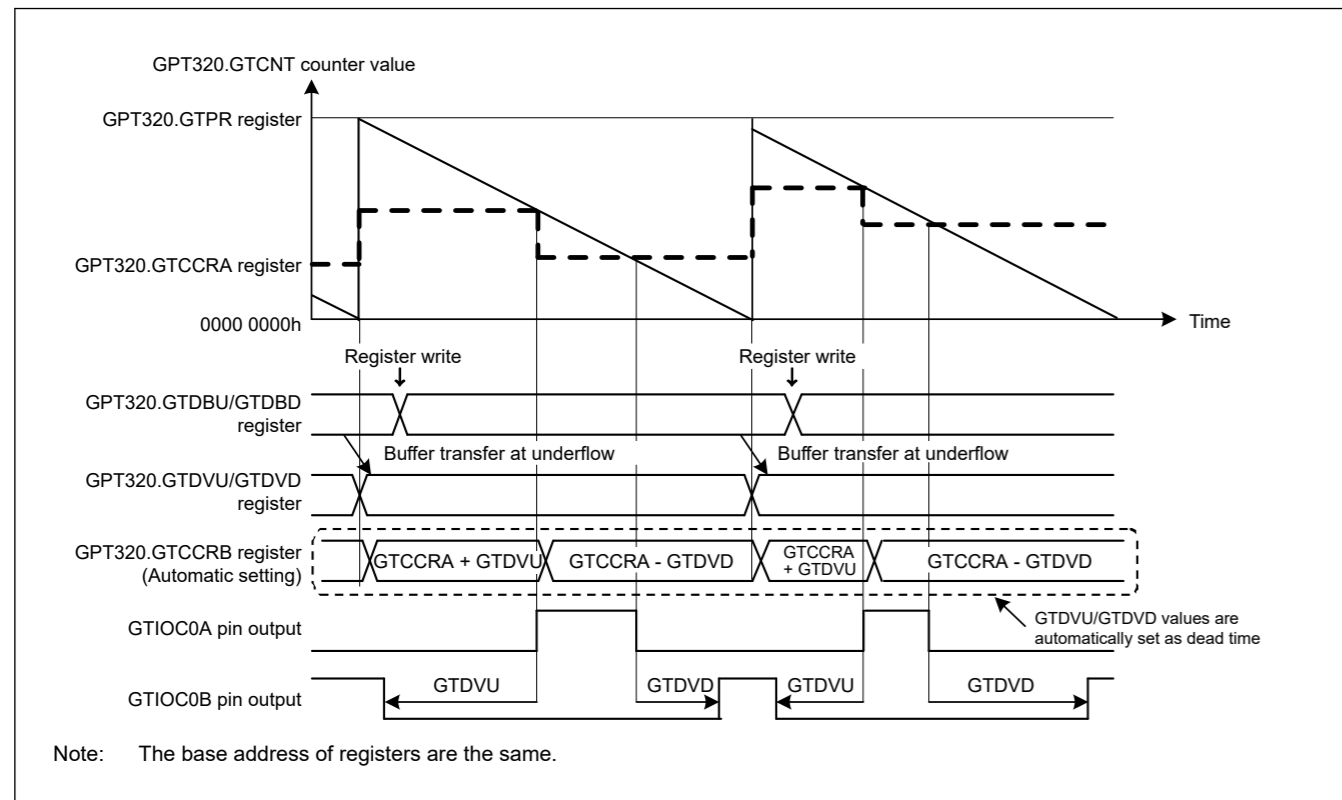 GPT320.GTCNT counter value
GPT320.GTPR register
GPT320.GTCCRA register
0000 0000h
Time
Register write
Register write
GPT320.GTDBU/GTDBD
register
Buffer transfer at underflow
Buffer transfer at underflow
GPT320.GTDVU/GTDVD
register
GPT320.GTCCRB register
(Automatic setting)
GTCCRA + GTDVU
GTCCRA - GTDVD
GTCCRA
+ GTDVU
GTCCRA - GTDVD
GTIOC0A pin output
GTDVU/GTDVD values are
automatically set as dead time
GTIOC0B pin output
GTDVU
GTDVD
GTDVU
GTDVD
Note: The base address of registers are the same.